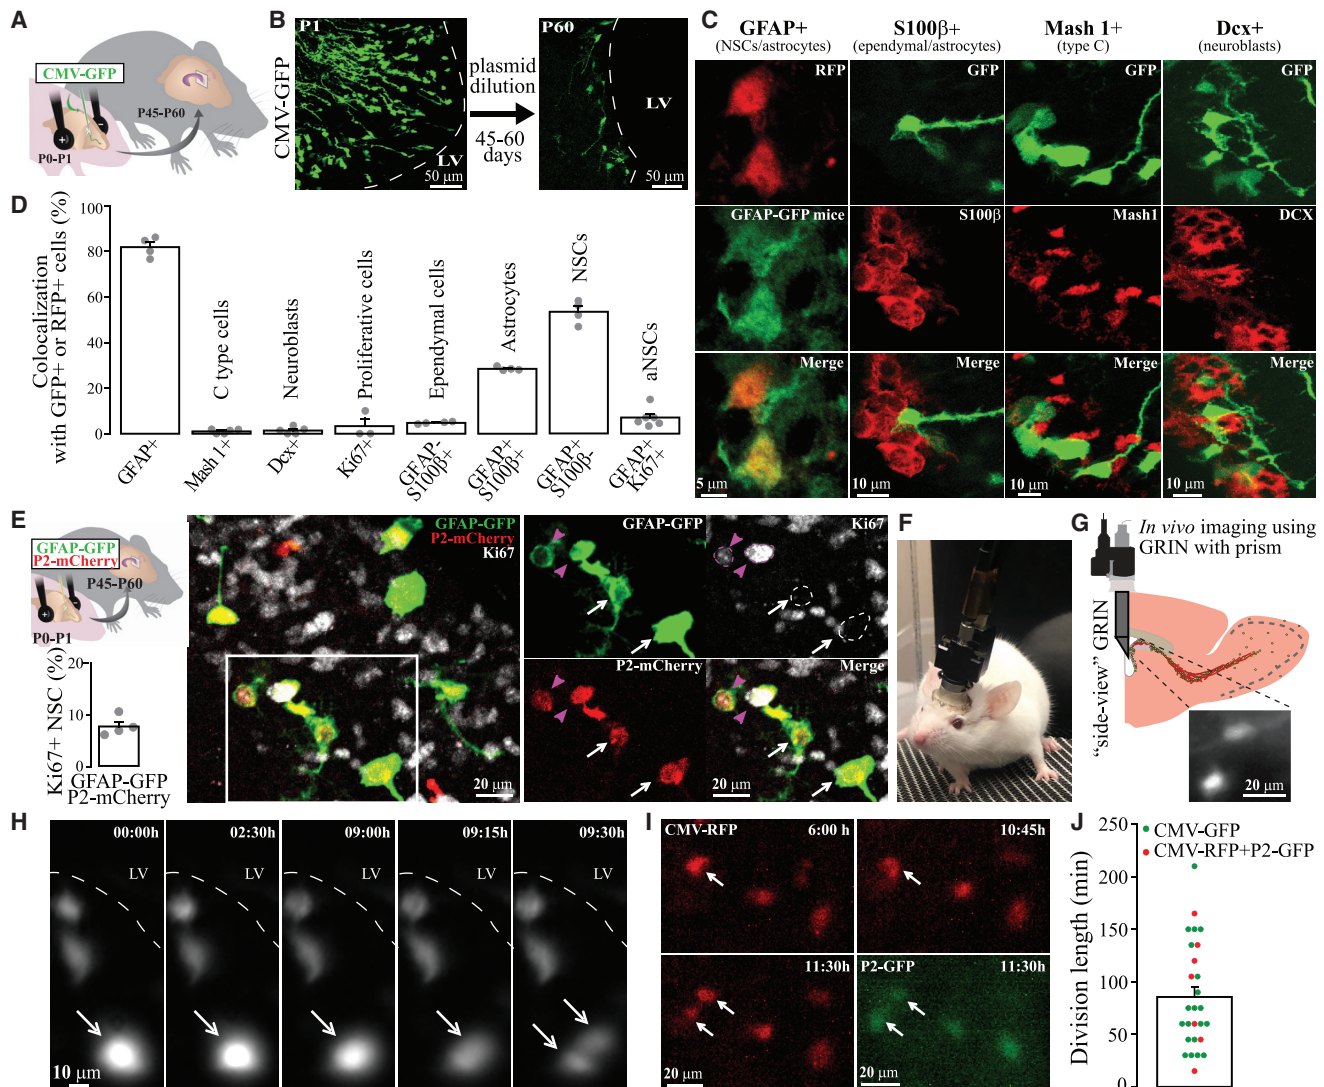 A
CMV-GFP
P45-P60
P0-P1
B
CMV-GFP
P1
LV
50 μm
plasmid
dilution
45-60
days
P60
LV
50 μm
C
GFAP+
(NSCs/astrocytes)
S100β+
(ependymal/astrocytes)
Mash 1+
(type C)
Dcx+
(neuroblasts)
RFP
GFP
GFP
GFP
GFAP-GFP mice
S100β
Mash1
DCX
Merge
Merge
Merge
Merge
5 μm
10 μm
10 μm
10 μm
D
Colocalization
with GFP+ or RFP+ cells (%)
100
80
60
40
20
0
C type cells
Neuroblasts
Proliferative cells
Ependymal cells
Astrocytes
NSCs
aNSCs
GFAP+
Mash 1+
Dcx+
Ki67+
GFAP-
S100β+
GFAP+
S100β+
GFAP+
S100β-
GFAP+
Ki67+
E
GFAP-GFP
P2-mCherry
P45-P60
P0-P1
Ki67+ NSC (%)
20
10
0
GFAP-GFP
P2-mCherry
GFAP-GFP
P2-mCherry
Ki67
20 μm
GFAP-GFP
Ki67
P2-mCherry
Merge
20 μm
20 μm
F
G
In vivo imaging using
GRIN with prism
"side-view" GRIN
20 μm
H
00:00h
02:30h
09:00h
09:15h
09:30h
LV
LV
LV
LV
LV
10 μm
I
CMV-RFP
6:00 h
10:45h
11:30h
P2-GFP
11:30h
20 μm
20 μm
J
Division length (min)
250
200
150
100
50
0
CMV-GFP
CMV-RFP+P2-GFP